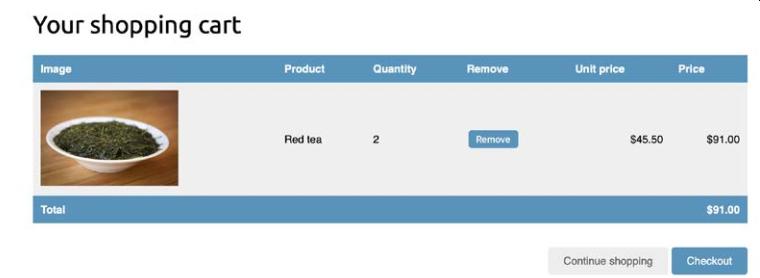 Your shopping cart
Image Product Quantity Remove Unit price Price
Red tea 2 Remove $45.50 $91.00
Total $91.00
Continue shopping Checkout